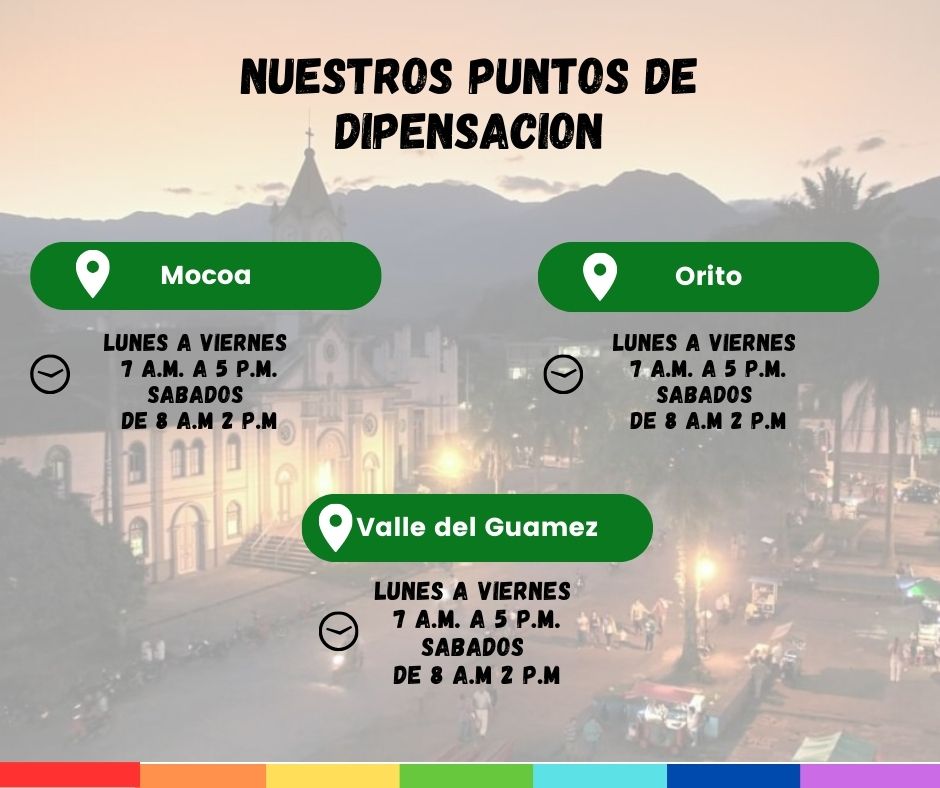 NUESTROS PUNTOS DE
DIPENSACION
Mocoa
LUNES A VIERNES
7 A.M. A 5 P.M.
SABADOS
DE 8 A.M 2 P.M
Orito
LUNES A VIERNES
7 A.M. A 5 P.M.
SABADOS
DE 8 A.M 2 P.M
Valle del Guamez
LUNES A VIERNES
7 A.M. A 5 P.M.
SABADOS
DE 8 A.M 2 P.M